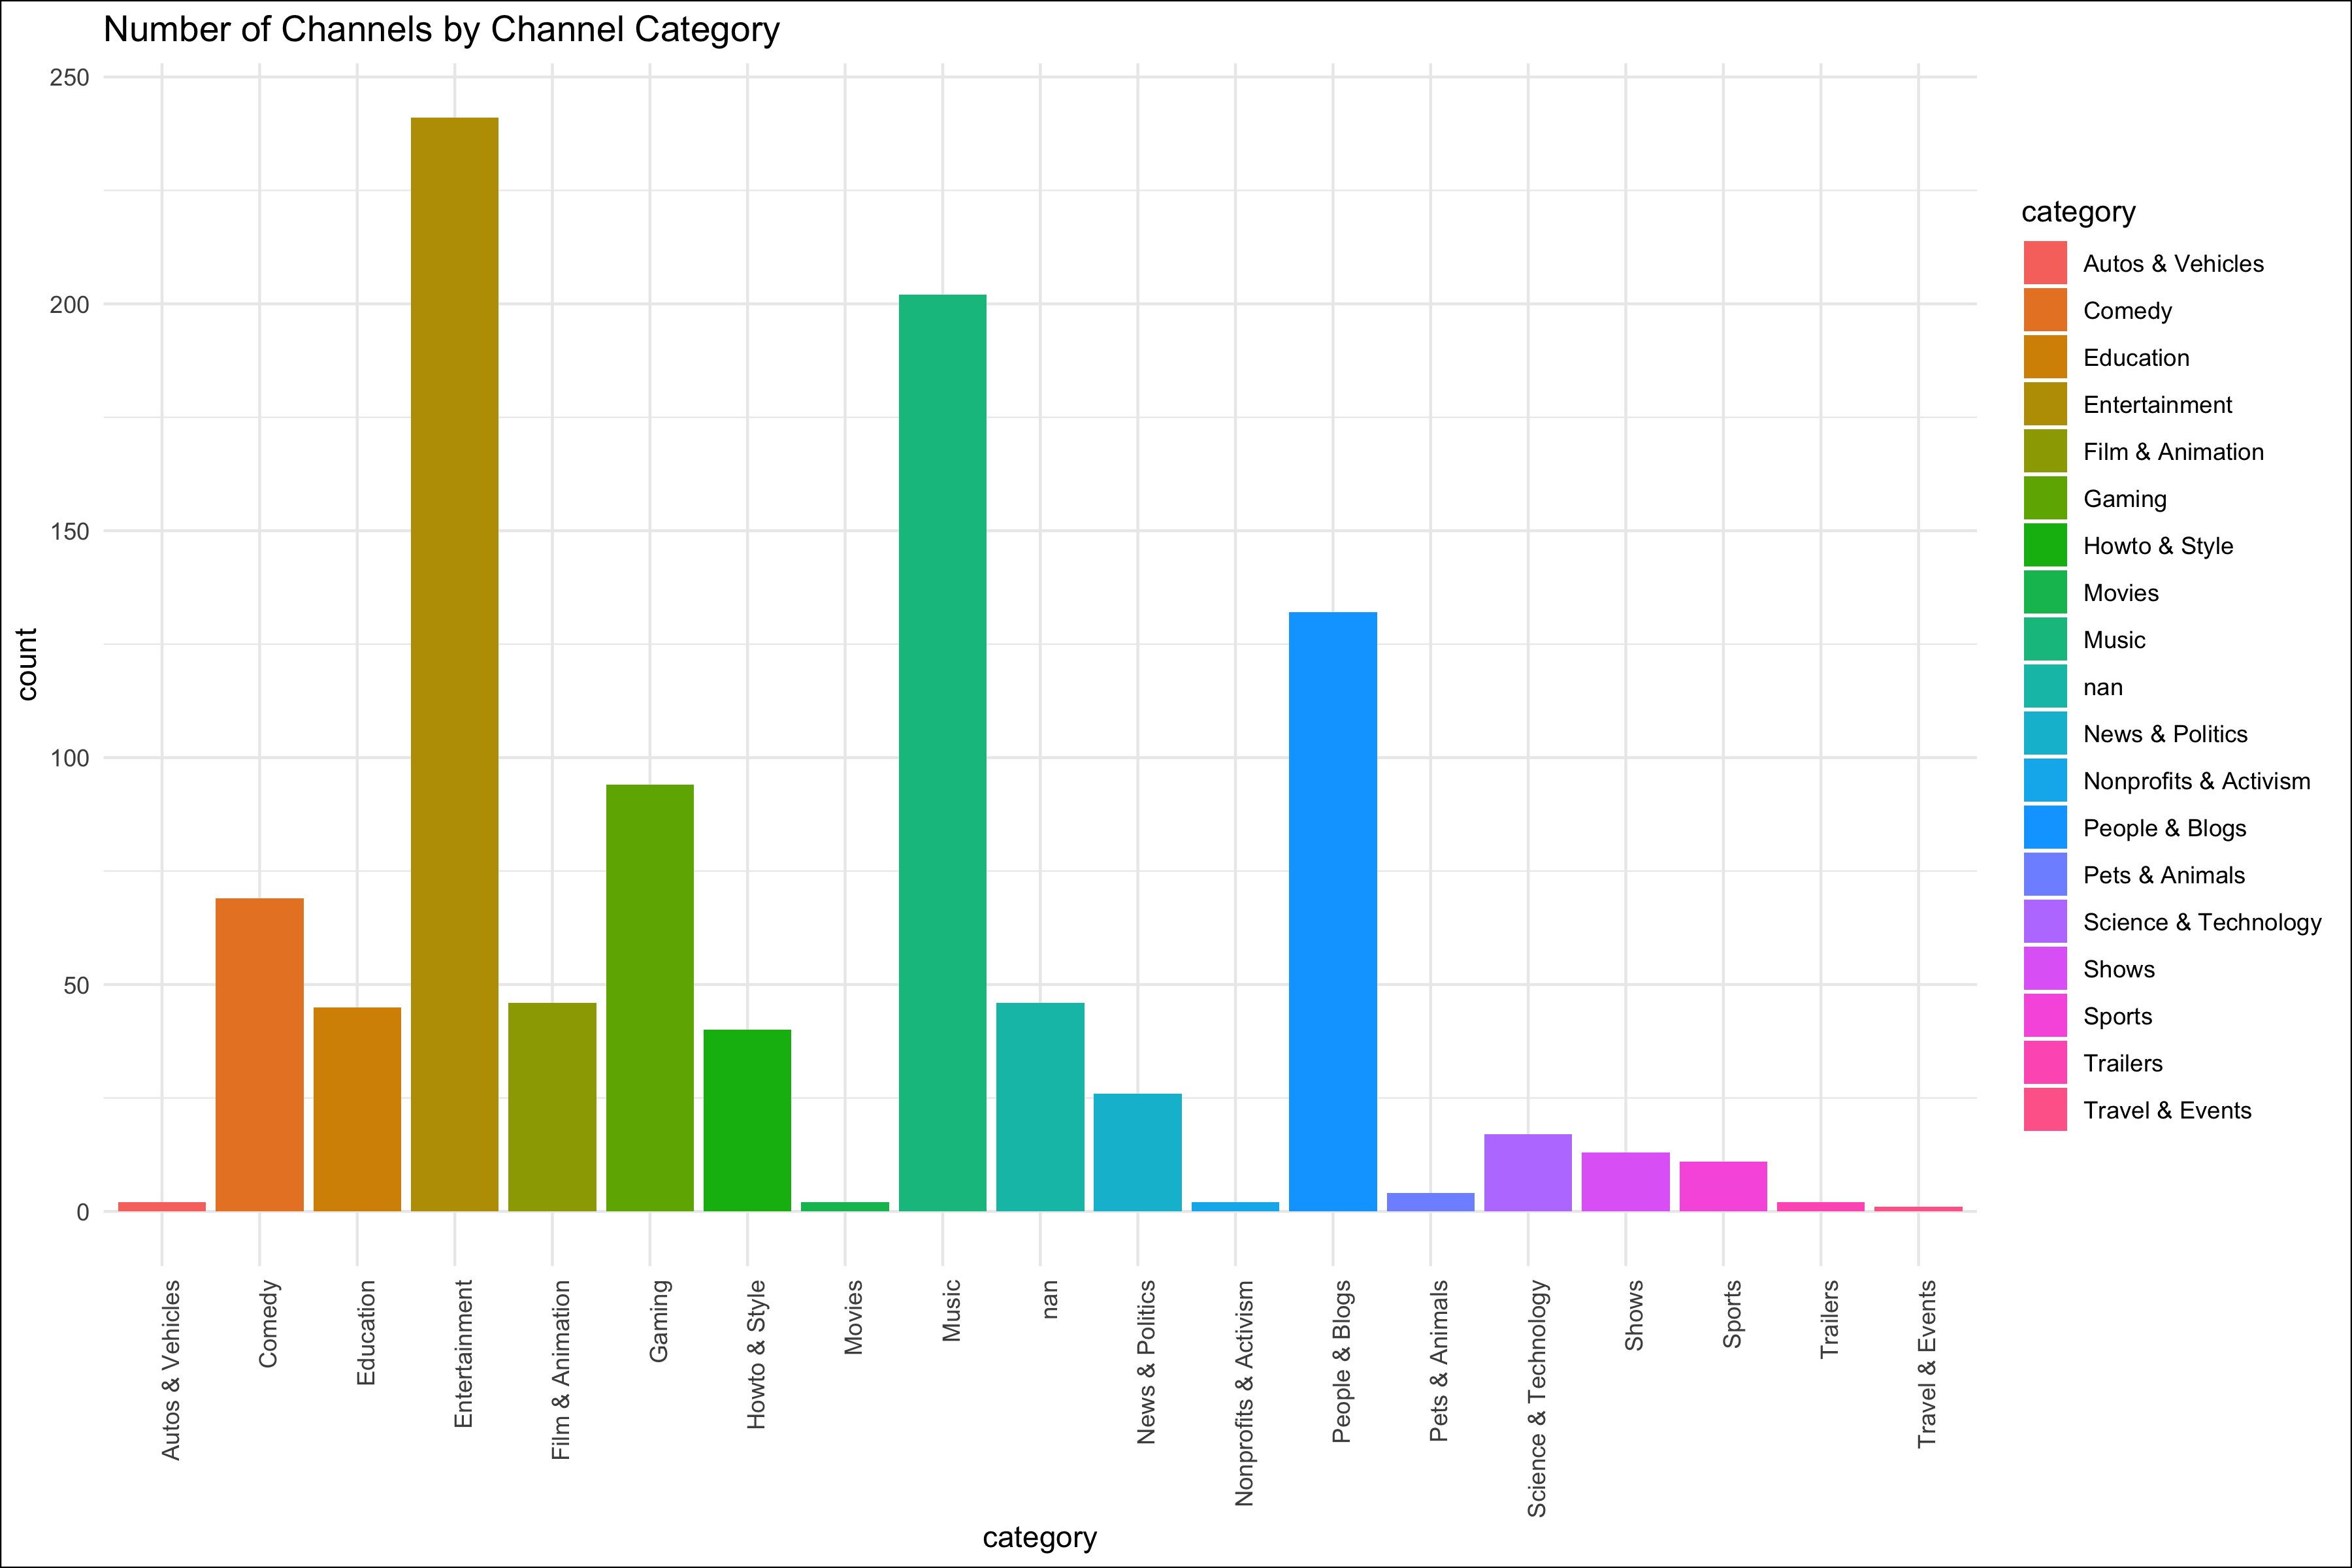 Number of Channels by Channel Category
250
200
150
100
50
0
count
Autos & Vehicles
Comedy
Education
Entertainment
Film & Animation
Gaming
Howto & Style
Movies
Music
nan
News & Politics
Nonprofits & Activism
People & Blogs
Pets & Animals
Science & Technology
Shows
Sports
Trailers
Travel & Events
category
category
Autos & Vehicles
Comedy
Education
Entertainment
Film & Animation
Gaming
Howto & Style
Movies
Music
nan
News & Politics
Nonprofits & Activism
People & Blogs
Pets & Animals
Science & Technology
Shows
Sports
Trailers
Travel & Events